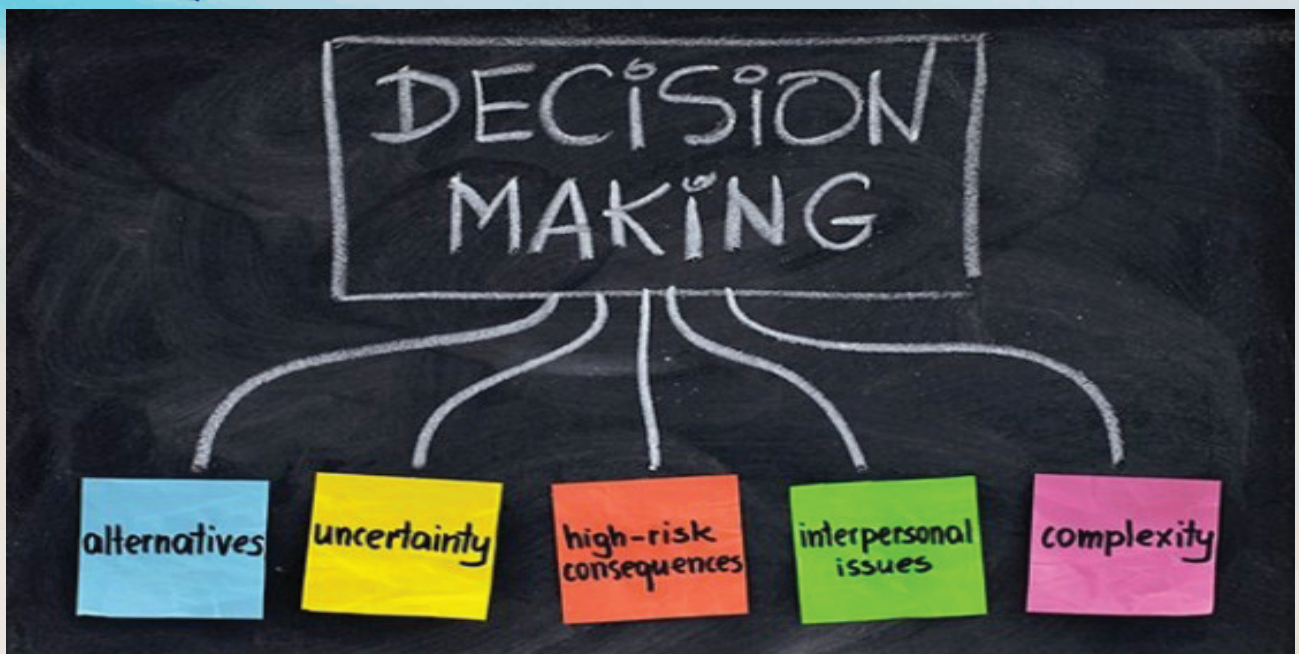 DECiSiON
MAKiNG
alternatives
uncertainty
high-risk
consequences
interpersonal
issues
complexity